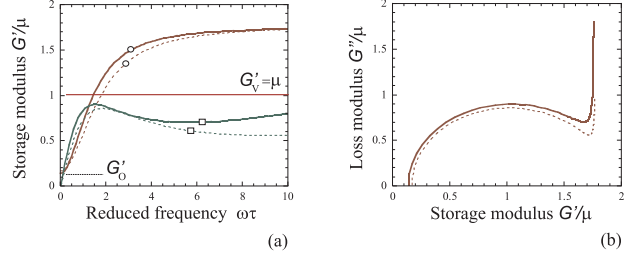 Storage modulus G'/μ
2
1.5
1
0.5
0
G'V=μ
G'O
0 2 4 6 8 10
Reduced frequency ωτ
(a)
Loss modulus G"/μ
2
1.5
1
0.5
0
0 0.5 1 1.5 2
Storage modulus G'/μ
(b)